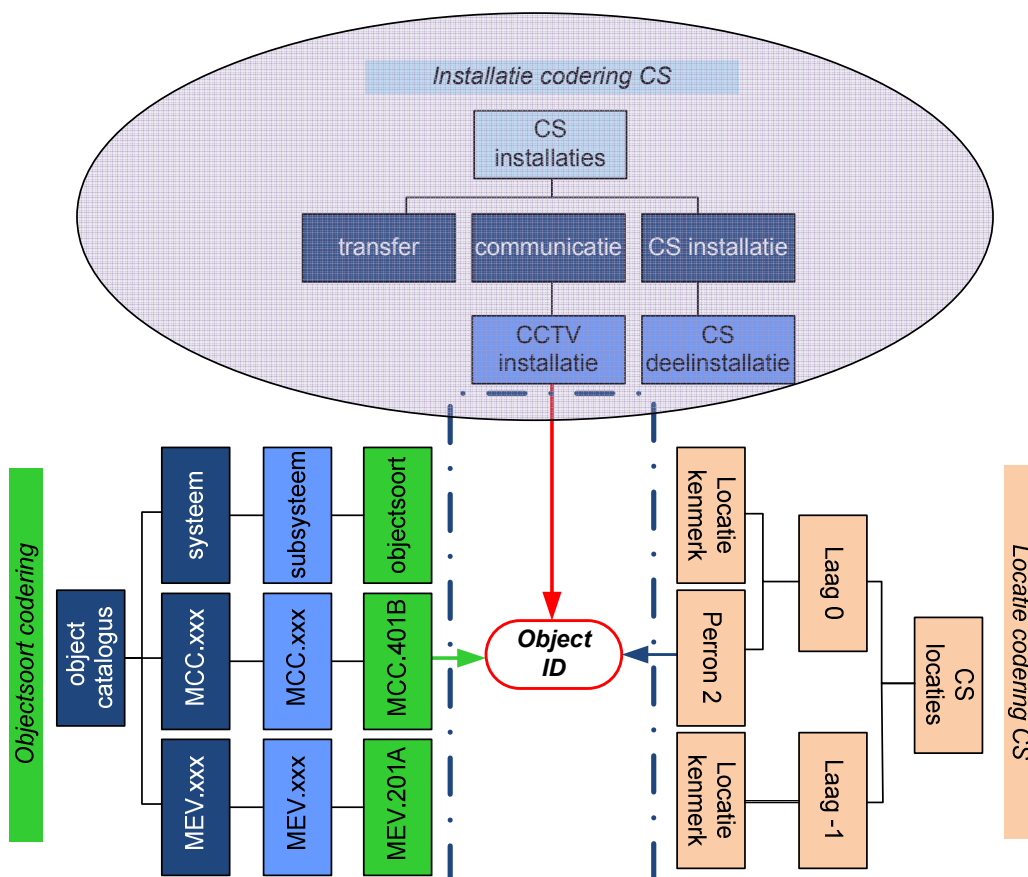 Installatie codering CS
CS
installaties
transfer
communicatie
CS installatie
CCTV
installatie
CS
deelinstallatie
Objectsoort codering
object
catalogus
systeem
subsysteem
objectsoort
MCC.xxx
MCC.xxx
MCC.401B
MEV.xxx
MEV.xxx
MEV.201A
Object
ID
Locatie
kenmerk
Perron 2
Locatie
kenmerk
Laag 0
Laag -1
CS
locaties
Locatie codering CS